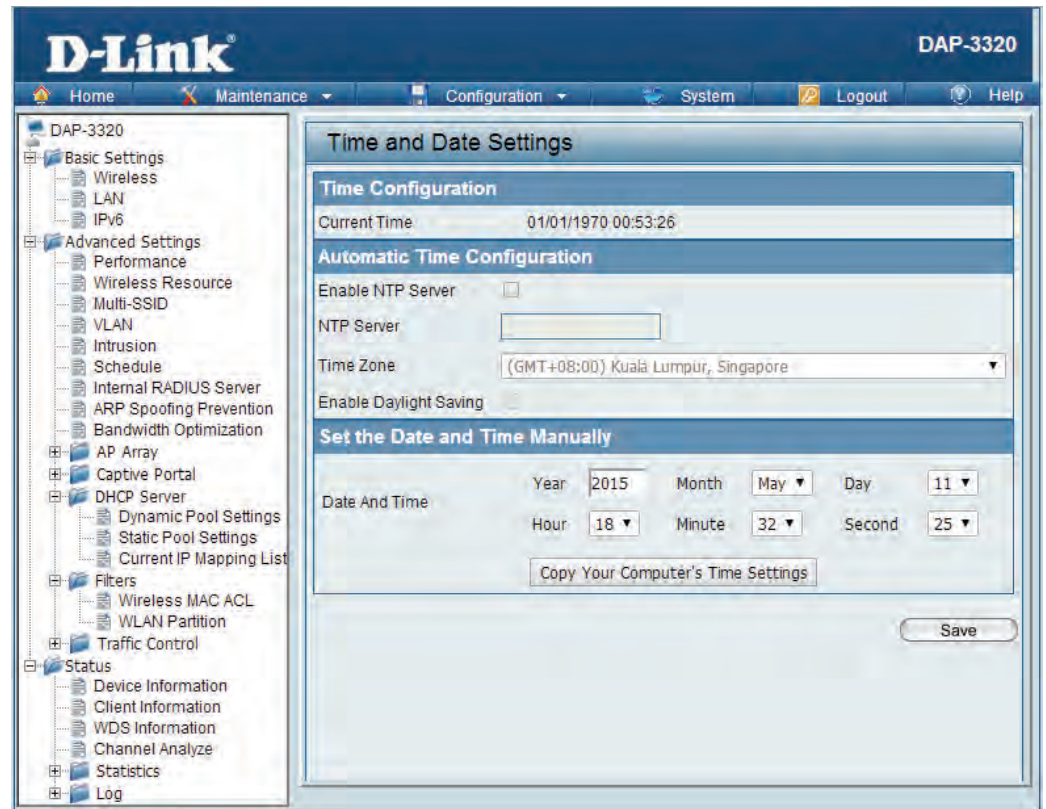 D-Link®
DAP-3320
Home
Maintenance
Configuration
System
Logout
Help
DAP-3320
Basic Settings
Wireless
LAN
IPv6
Advanced Settings
Performance
Wireless Resource
Multi-SSID
VLAN
Intrusion
Schedule
Internal RADIUS Server
ARP Spoofing Prevention
Bandwidth Optimization
AP Array
Captive Portal
DHCP Server
Dynamic Pool Settings
Static Pool Settings
Current IP Mapping List
Filters
Wireless MAC ACL
WLAN Partition
Traffic Control
Status
Device Information
Client Information
WDS Information
Channel Analyze
Statistics
Log
Time and Date Settings
Time Configuration
Current Time 01/01/1970 00:53:26
Automatic Time Configuration
Enable NTP Server
NTP Server
Time Zone (GMT+08:00) Kuala Lumpur, Singapore
Enable Daylight Saving
Set the Date and Time Manually
Date And Time
Year 2015 Month May Day 11
Hour 18 Minute 32 Second 25
Copy Your Computer's Time Settings
Save